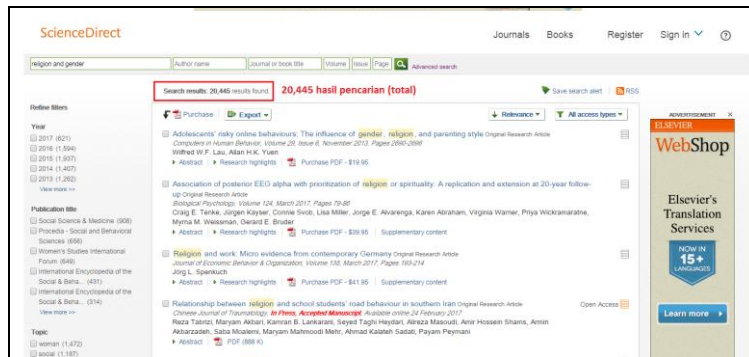 ScienceDirect
Journals Books Register Sign in ?
religion and gender Author name Journal or book title Volume Issue Page Advanced search
Search results: 20,445 results found. 20,445 hasil pencarian (total) Save search alert RSS
Refine filters
Year
2017 (621)
2016 (1,594)
2015 (1,937)
2014 (1,407)
2013 (1,262)
View more >>
Publication title
Social Science & Medicine (908)
Procedia - Social and Behavioral
Sciences (698)
Women's Studies International
Forum (649)
International Encyclopedia of the
Social & Beha... (431)
International Encyclopedia of the
Social & Beha... (314)
View more >>
Topic
woman (1,472)
social (1,187)
Purchase Export Relevance All access types
Adolescents' risky online behaviours: The influence of gender, religion, and parenting style Original Research Article
Computers in Human Behavior, Volume 29, Issue 6, November 2013, Pages 2690-2696
Wilfred W.F. Lau, Allan H.K. Yuen
Abstract Research highlights Purchase PDF - $19.95
Association of posterior EEG alpha with prioritization of religion or spirituality: A replication and extension at 20-year follow-
up Original Research Article
Biological Psychology, Volume 124, March 2017, Pages 79-86
Craig E. Tenke, Jürgen Kayser, Connie Svob, Lisa Miller, Jorge E. Alvarenga, Karen Abraham, Virginia Warner, Priya Wickramaratne,
Myrna M. Weissman, Gerard E. Bruder
Abstract Research highlights Purchase PDF - $39.95 Supplementary content
Religion and work: Micro evidence from contemporary Germany Original Research Article
Journal of Economic Behavior & Organization, Volume 135, March 2017, Pages 193-214
Jörg L. Spenkuch
Abstract Research highlights Purchase PDF - $41.95 Supplementary content
Relationship between religion and school students' road behaviour in southern Iran Original Research Article Open Access
Chinese Journal of Traumatology, In Press, Accepted Manuscript, Available online 24 February 2017
Reza Tabrizi, Maryam Akbari, Kamran B. Lankarani, Seyed Taghi Heydari, Alireza Masoudi, Amir Hossein Shams, Armin
Akbarzadeh, Saba Moalemi, Maryam Mahmoodi Mehr, Ahmad Kalateh Sadati, Payam Peymani
Abstract PDF (888 K)
ADVERTISEMENT X
ELSEVIER
WebShop
Elsevier's
Translation
Services
NOW IN
15+
LANGUAGES
Learn more